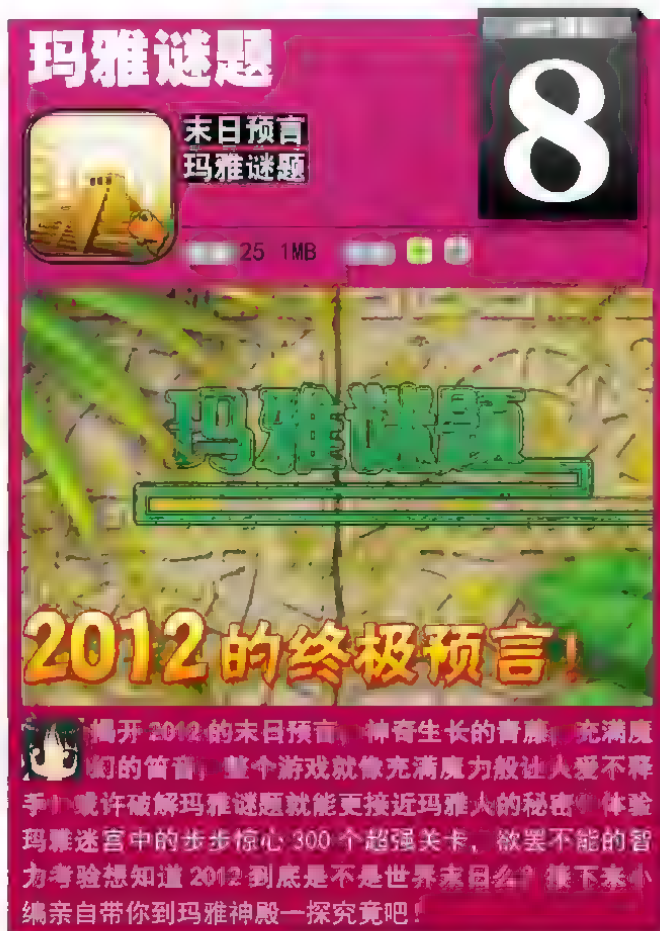 玛雅谜题
8
末日预言
玛雅谜题
25 1MB
玛雅谜题
2012的终极预言!
揭开2012的末日预言，神奇生长的青藤，充满魔
幻的笛音，整个游戏就像充满魔力般让人爱不释
手，或许破解玛雅谜题就能更接近玛雅人的秘密，体验
玛雅迷宫中的步步惊心300个超强关卡，欲罢不能的智
力考验想知道2012到底是不是世界末日么？接下来小
编亲自带你到玛雅神殿一探究竟吧！